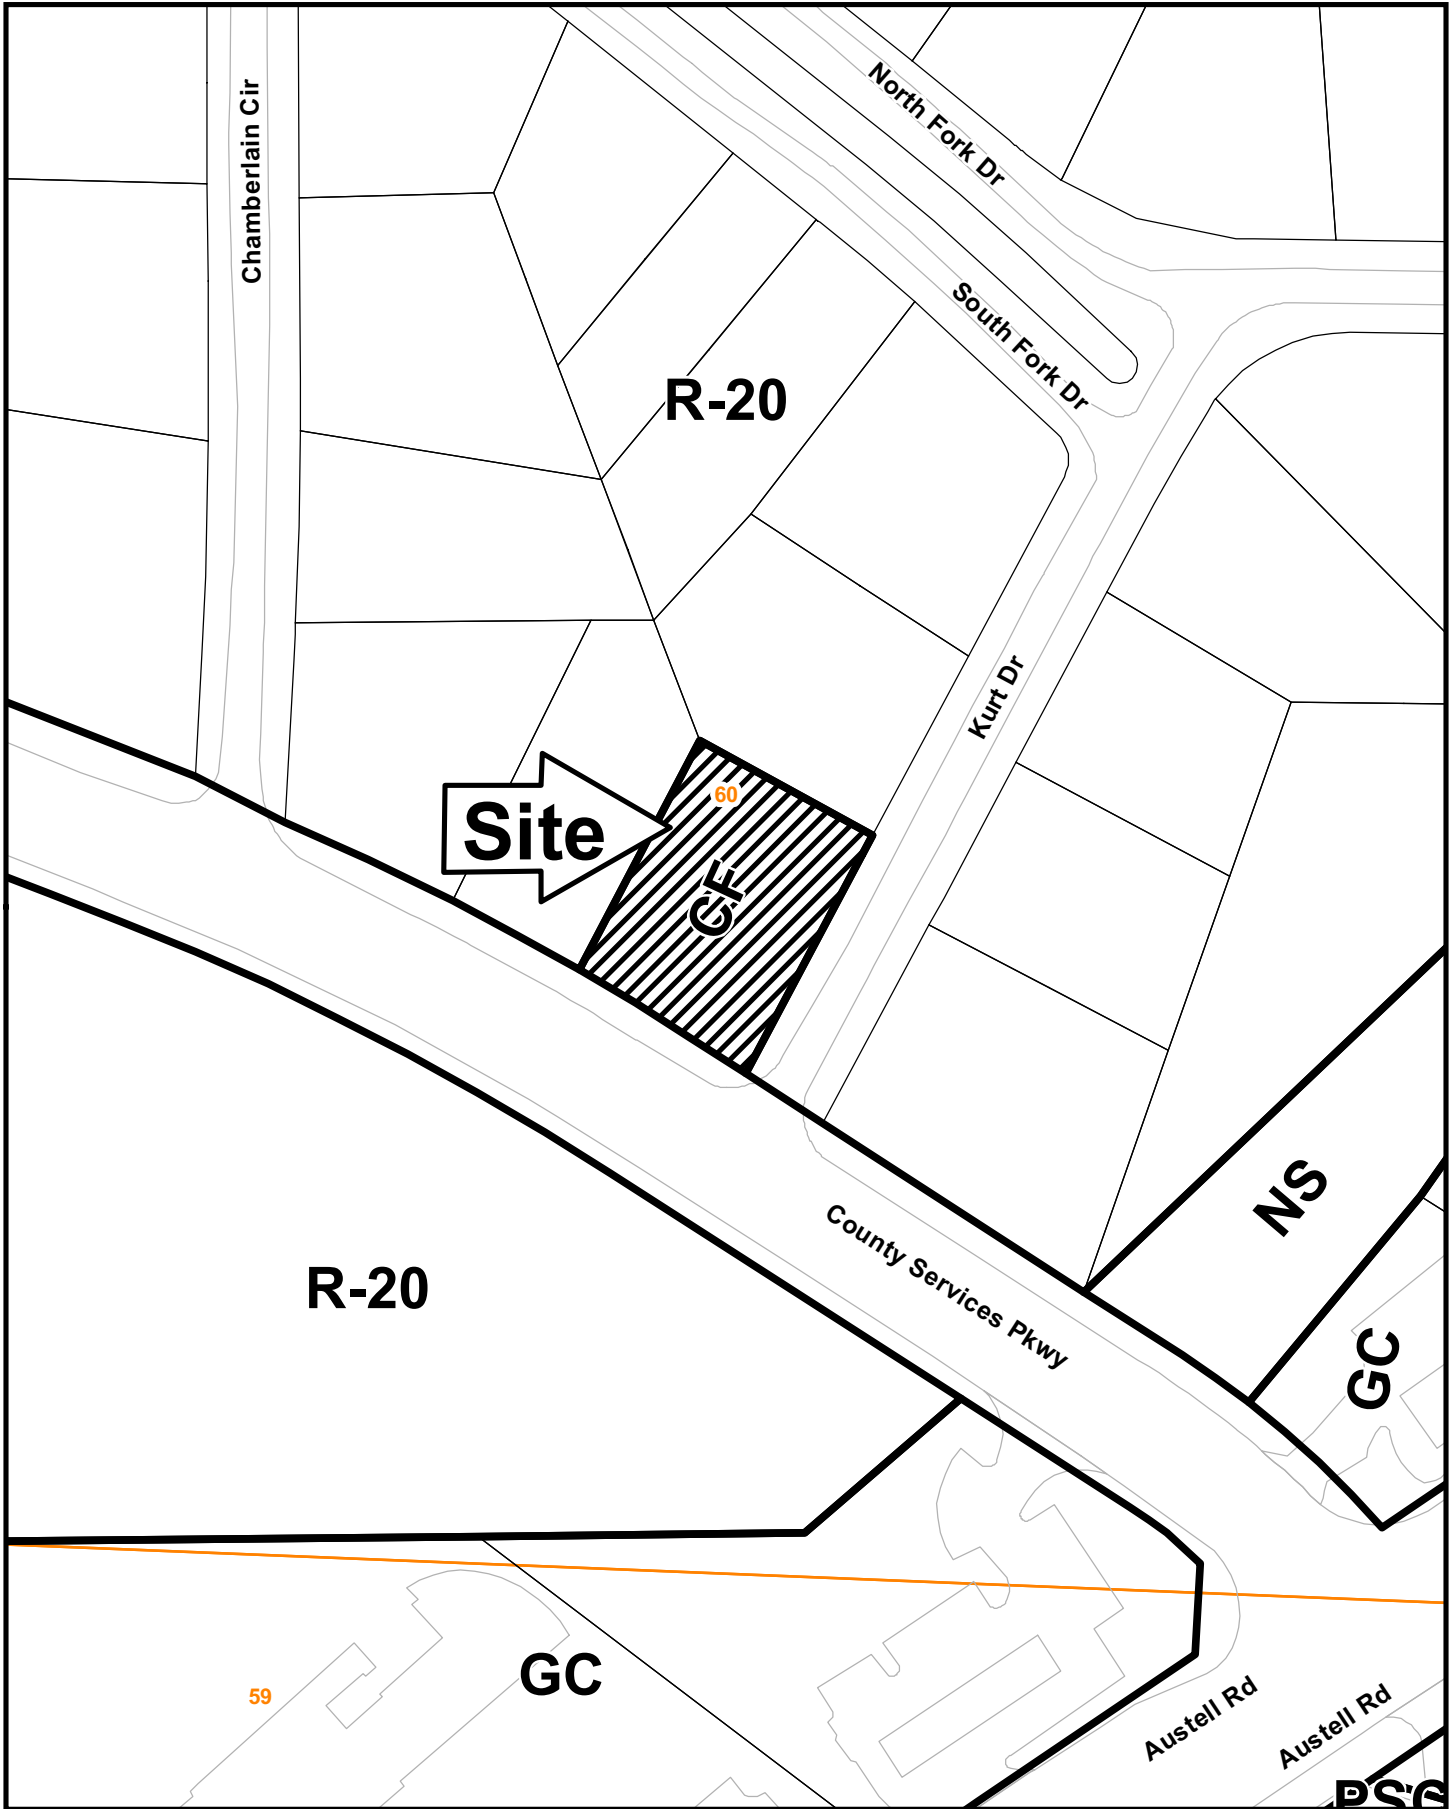 Chamberlain Cir
North Fork Dr
South Fork Dr
R-20
Kurt Dr
60
Site
CF
NS
County Services Pkwy
R-20
GC
GC
59
Austell Rd
Austell Rd